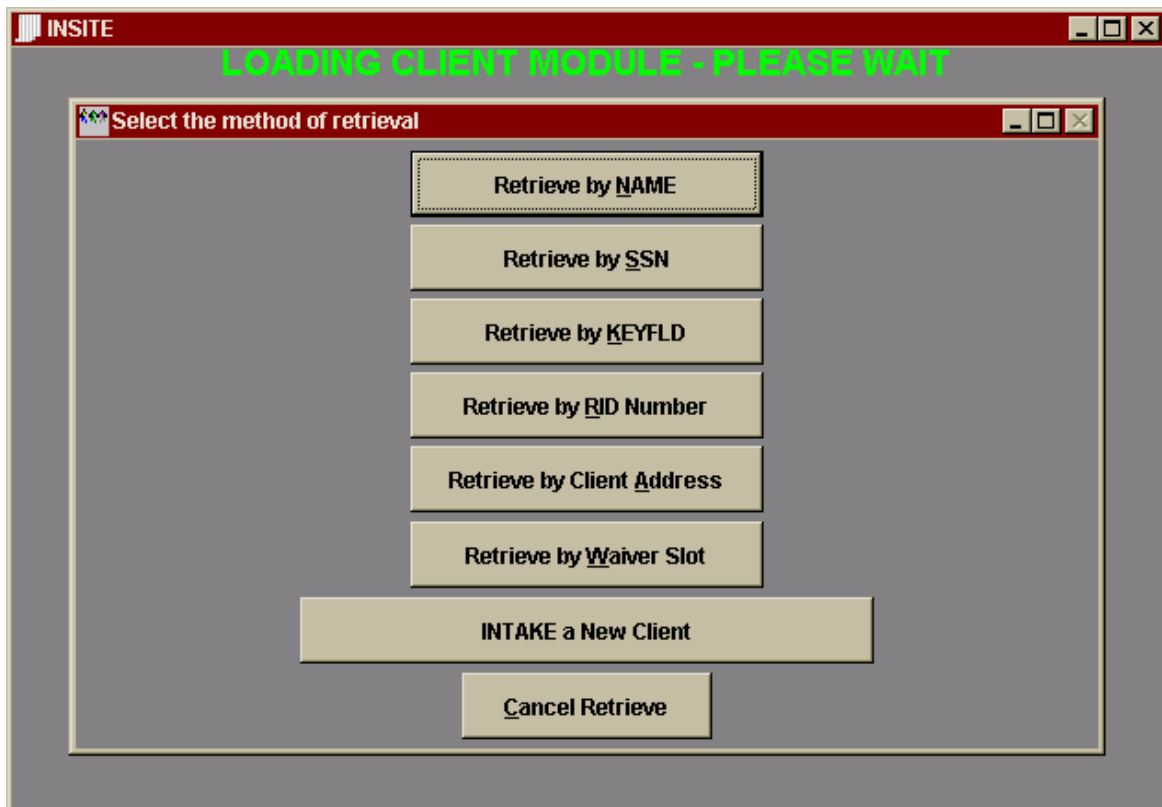 INSITE
LOADING CLIENT MODULE - PLEASE WAIT
Select the method of retrieval
Retrieve by NAME
Retrieve by SSN
Retrieve by KEYFLD
Retrieve by RID Number
Retrieve by Client Address
Retrieve by Waiver Slot
INTAKE a New Client
Cancel Retrieve